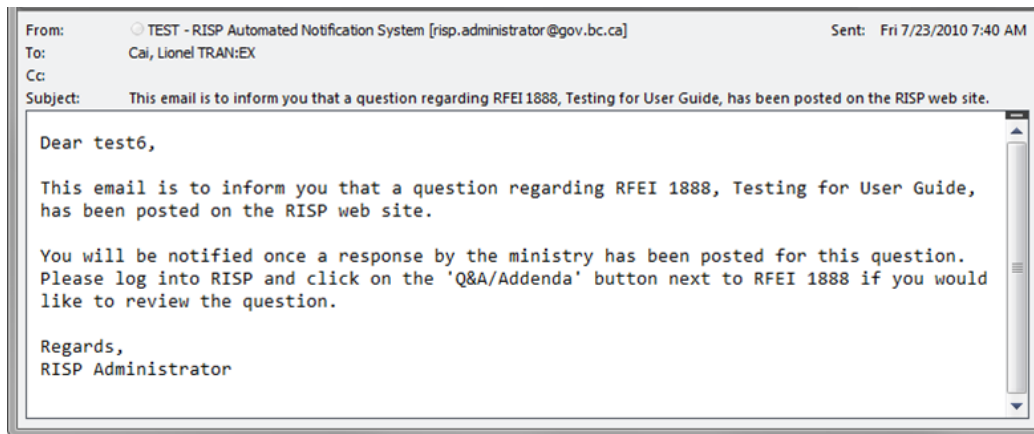 From: TEST - RISP Automated Notification System [risp.administrator@gov.bc.ca] Sent: Fri 7/23/2010 7:40 AM
To: Cai, Lionel TRAN:EX
Cc:
Subject: This email is to inform you that a question regarding RFEI 1888, Testing for User Guide, has been posted on the RISP web site.
Dear test6,
This email is to inform you that a question regarding RFEI 1888, Testing for User Guide,
has been posted on the RISP web site.
You will be notified once a response by the ministry has been posted for this question.
Please log into RISP and click on the 'Q&A/Addenda' button next to RFEI 1888 if you would
like to review the question.
Regards,
RISP Administrator